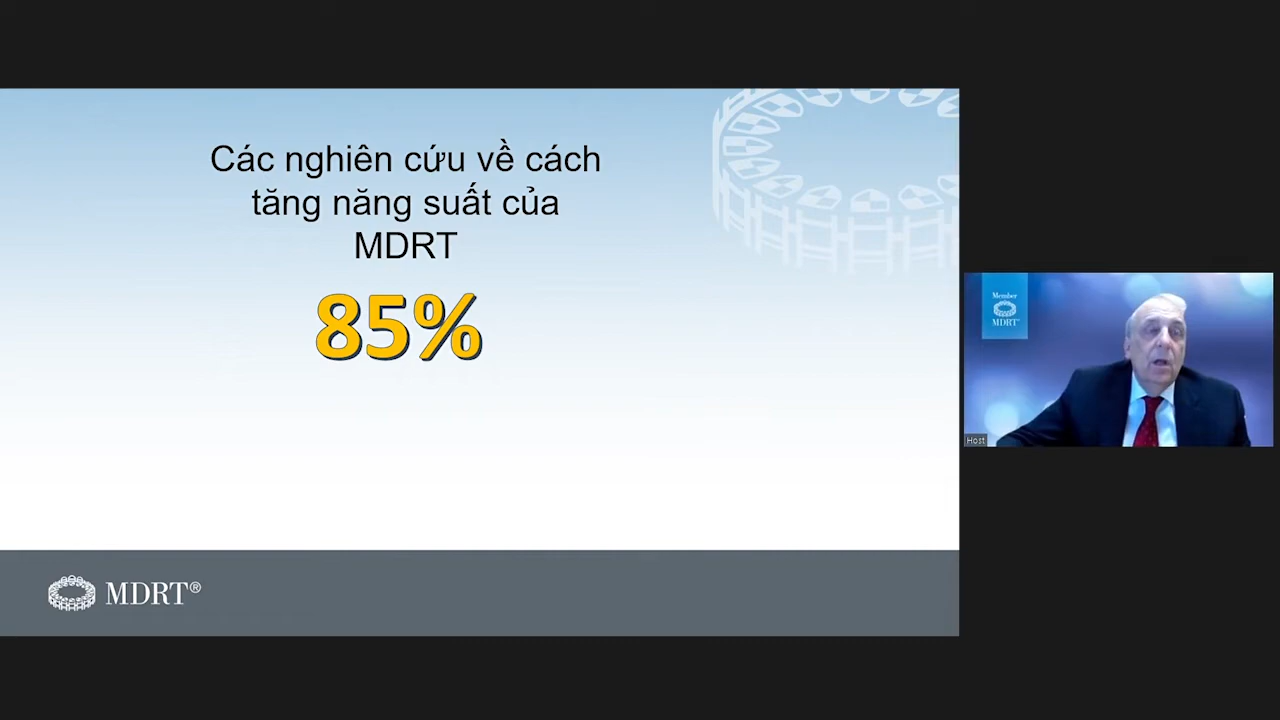 Các nghiên cứu về cách
tăng năng suất của
MDRT
85%
MDRT®
Member
MDRT
Host